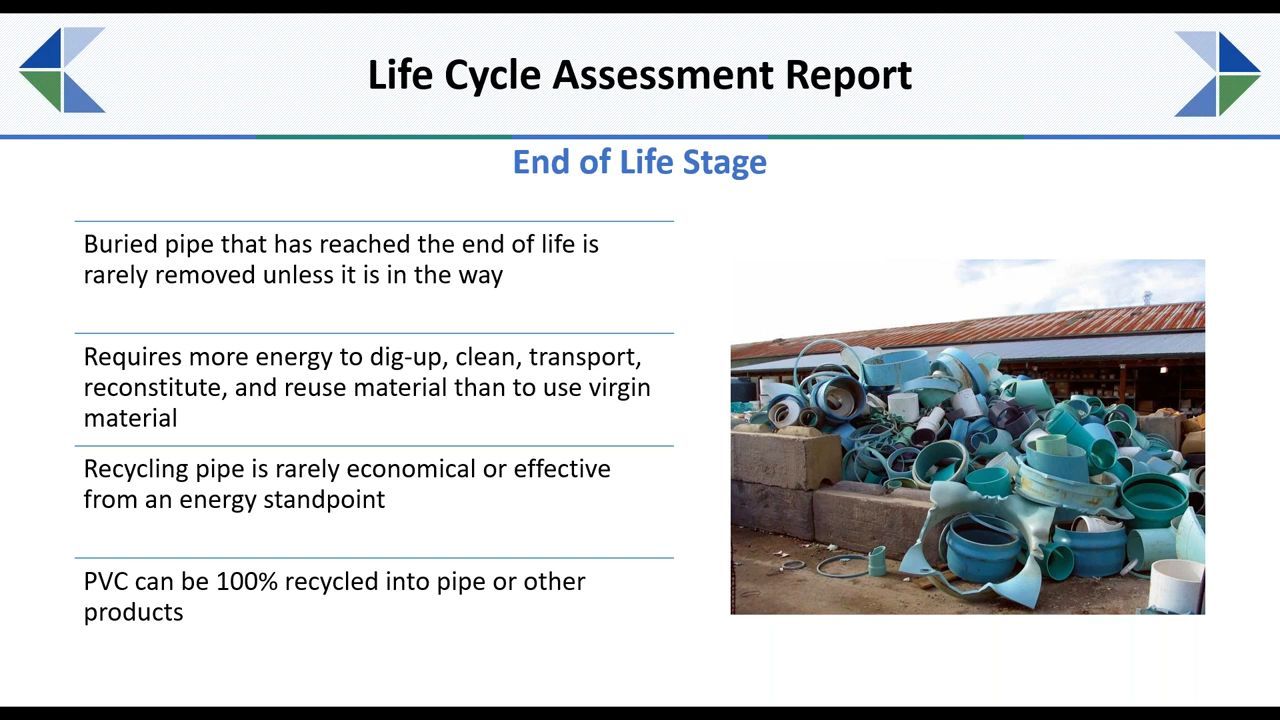 Life Cycle Assessment Report
End of Life Stage
Buried pipe that has reached the end of life is
rarely removed unless it is in the way
Requires more energy to dig-up, clean, transport,
reconstitute, and reuse material than to use virgin
material
Recycling pipe is rarely economical or effective
from an energy standpoint
PVC can be 100% recycled into pipe or other
products